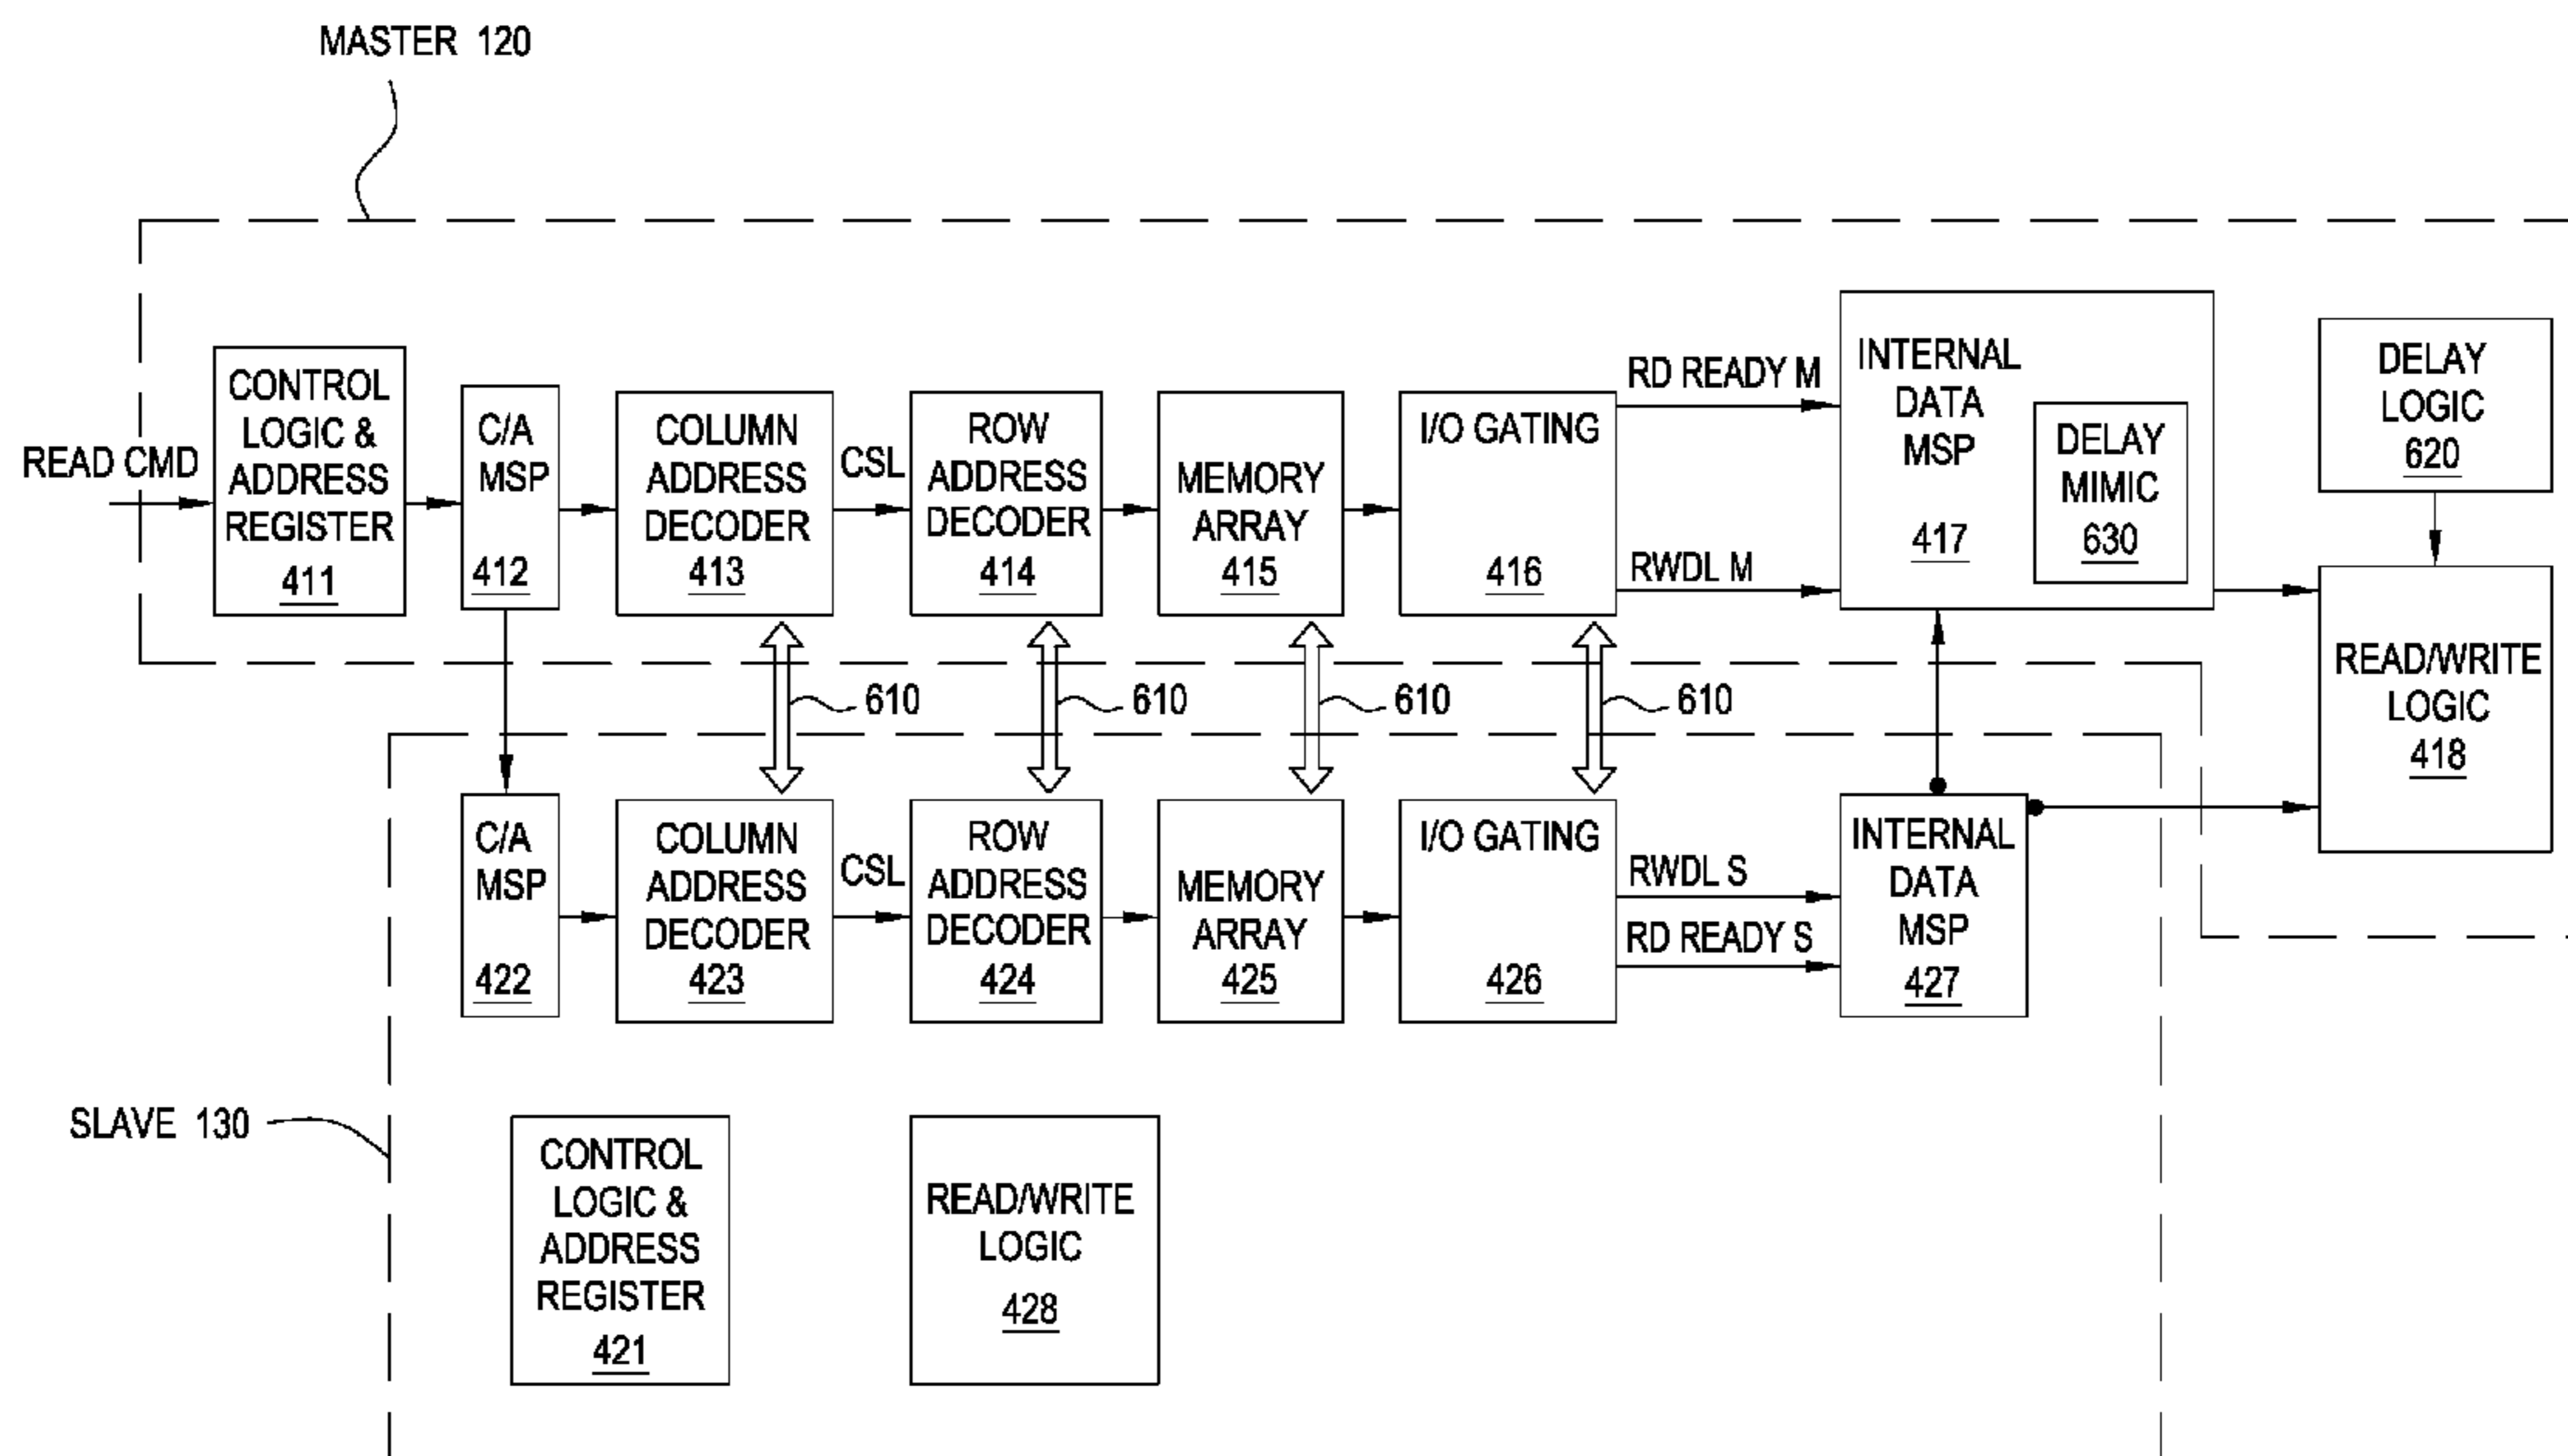 MASTER 120
READ CMD
CONTROL
LOGIC &
ADDRESS
REGISTER
411
C/A
MSP
412
COLUMN
ADDRESS
DECODER
413
CSL
ROW
ADDRESS
DECODER
414
MEMORY
ARRAY
415
I/O GATING
416
RD READY M
RWDL M
INTERNAL
DATA
MSP
417
DELAY
MIMIC
630
DELAY
LOGIC
620
READ/WRITE
LOGIC
418
610
610
610
610
SLAVE 130
C/A
MSP
422
COLUMN
ADDRESS
DECODER
423
CSL
ROW
ADDRESS
DECODER
424
MEMORY
ARRAY
425
I/O GATING
426
RWDL S
RD READY S
INTERNAL
DATA
MSP
427
CONTROL
LOGIC &
ADDRESS
REGISTER
421
READ/WRITE
LOGIC
428